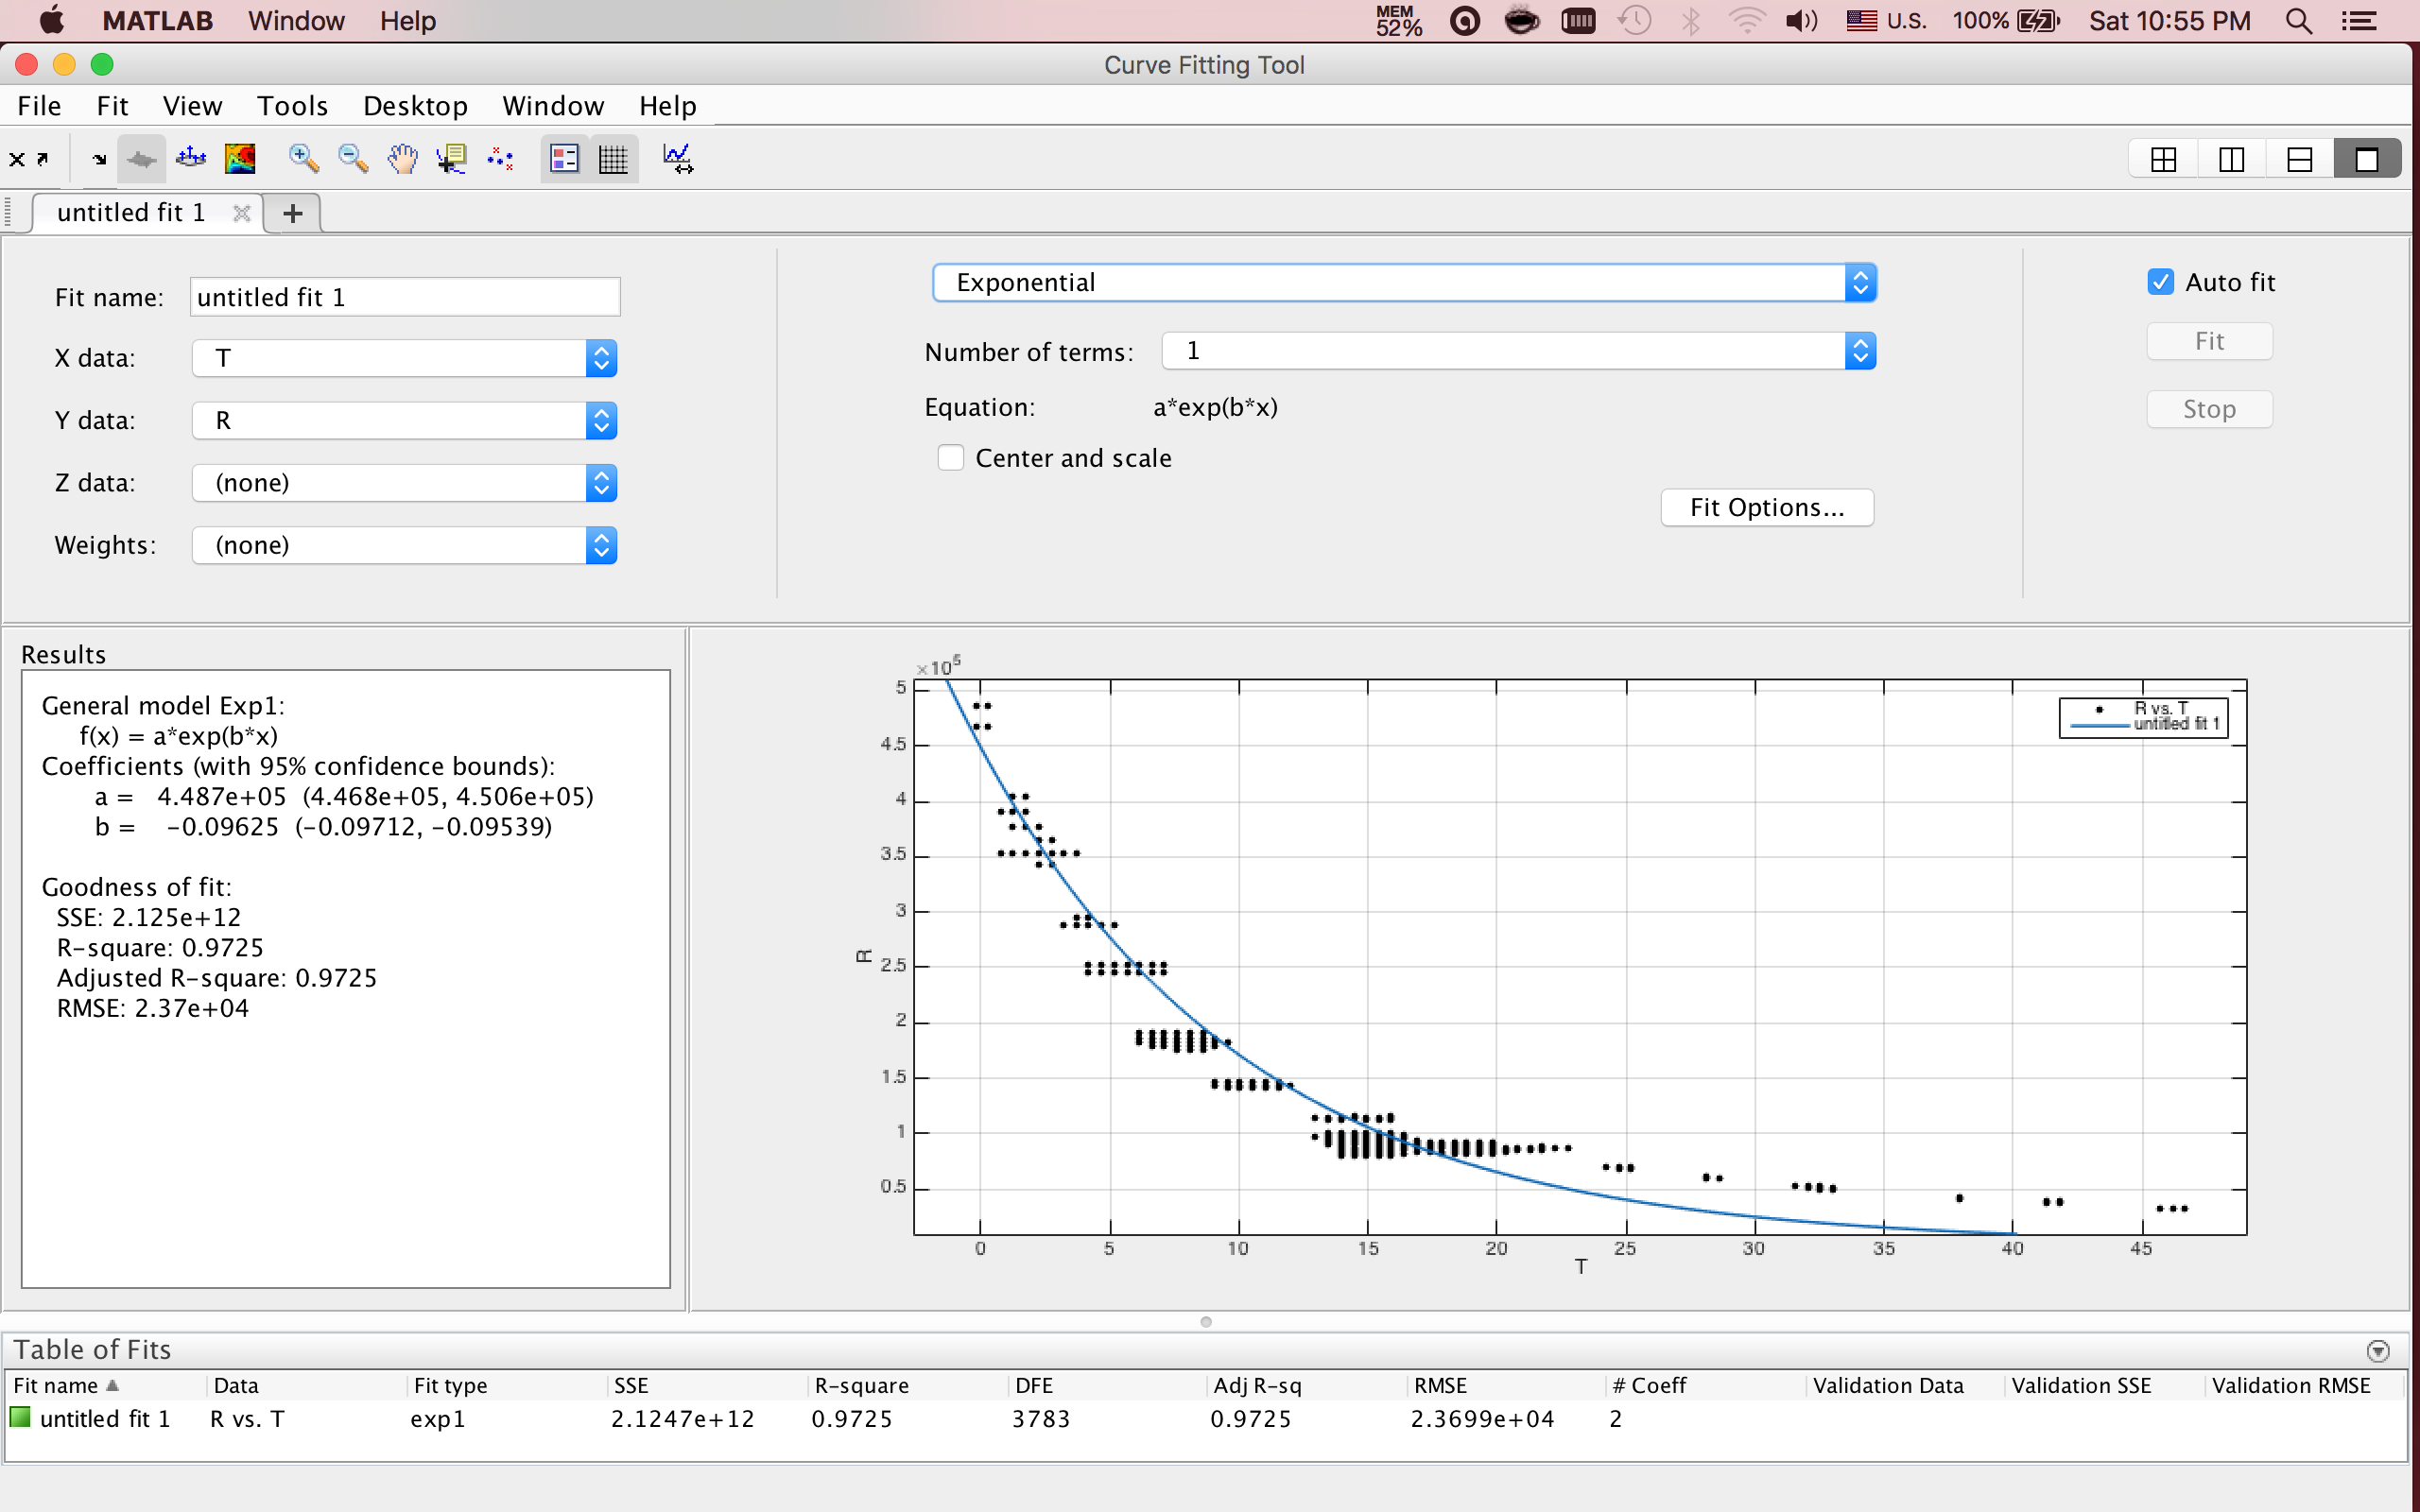 MATLAB Window Help MEM 52% U.S. 100% Sat 10:55 PM
Curve Fitting Tool
File Fit View Tools Desktop Window Help
untitled fit 1
Fit name: untitled fit 1
X data: T
Y data: R
Z data: (none)
Weights: (none)
Exponential
Number of terms: 1
Equation: a*exp(b*x)
Center and scale
Fit Options...
Auto fit
Fit
Stop
Results
General model Exp1:
f(x) = a*exp(b*x)
Coefficients (with 95% confidence bounds):
a = 4.487e+05 (4.468e+05, 4.506e+05)
b = -0.09625 (-0.09712, -0.09539)
Goodness of fit:
SSE: 2.125e+12
R-square: 0.9725
Adjusted R-square: 0.9725
RMSE: 2.37e+04
×10^5
5
4.5
4
3.5
3
2.5
2
1.5
1
0.5
R
R vs. T
untitled fit 1
0 5 10 15 20 25 30 35 40 45
T
Table of Fits
Fit name Data Fit type SSE R-square DFE Adj R-sq RMSE # Coeff Validation Data Validation SSE Validation RMSE
untitled fit 1 R vs. T exp1 2.1247e+12 0.9725 3783 0.9725 2.3699e+04 2